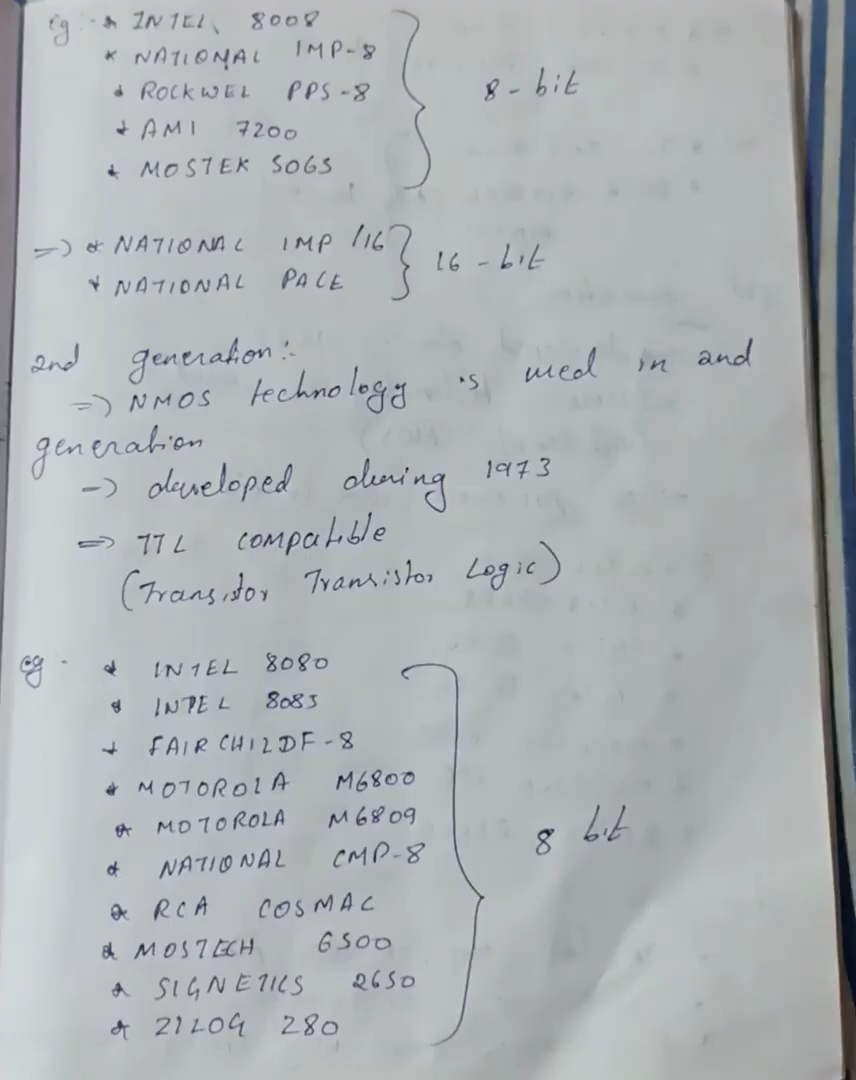 eg * INTEL 8008
* NATIONAL IMP-8
* ROCKWEL PPS-8
* AMI 7200
* MOSTEK 5065
8-bit
=> * NATIONAL IMP/16
* NATIONAL PACE
16-bit
2nd generation:-
=> NMOS technology is used in 2nd
generation
-> developed during 1973
=> TTL compatible
(Transistor Transistor Logic)
eg - * INTEL 8080
* INTEL 8085
* FAIRCHILDF-8
* MOTOROLA M6800
* MOTOROLA M6809
* NATIONAL CMP-8
* RCA COSMAC
* MOSTECH 6500
* SIGNETICS 2650
* ZILOG Z80
8 bit